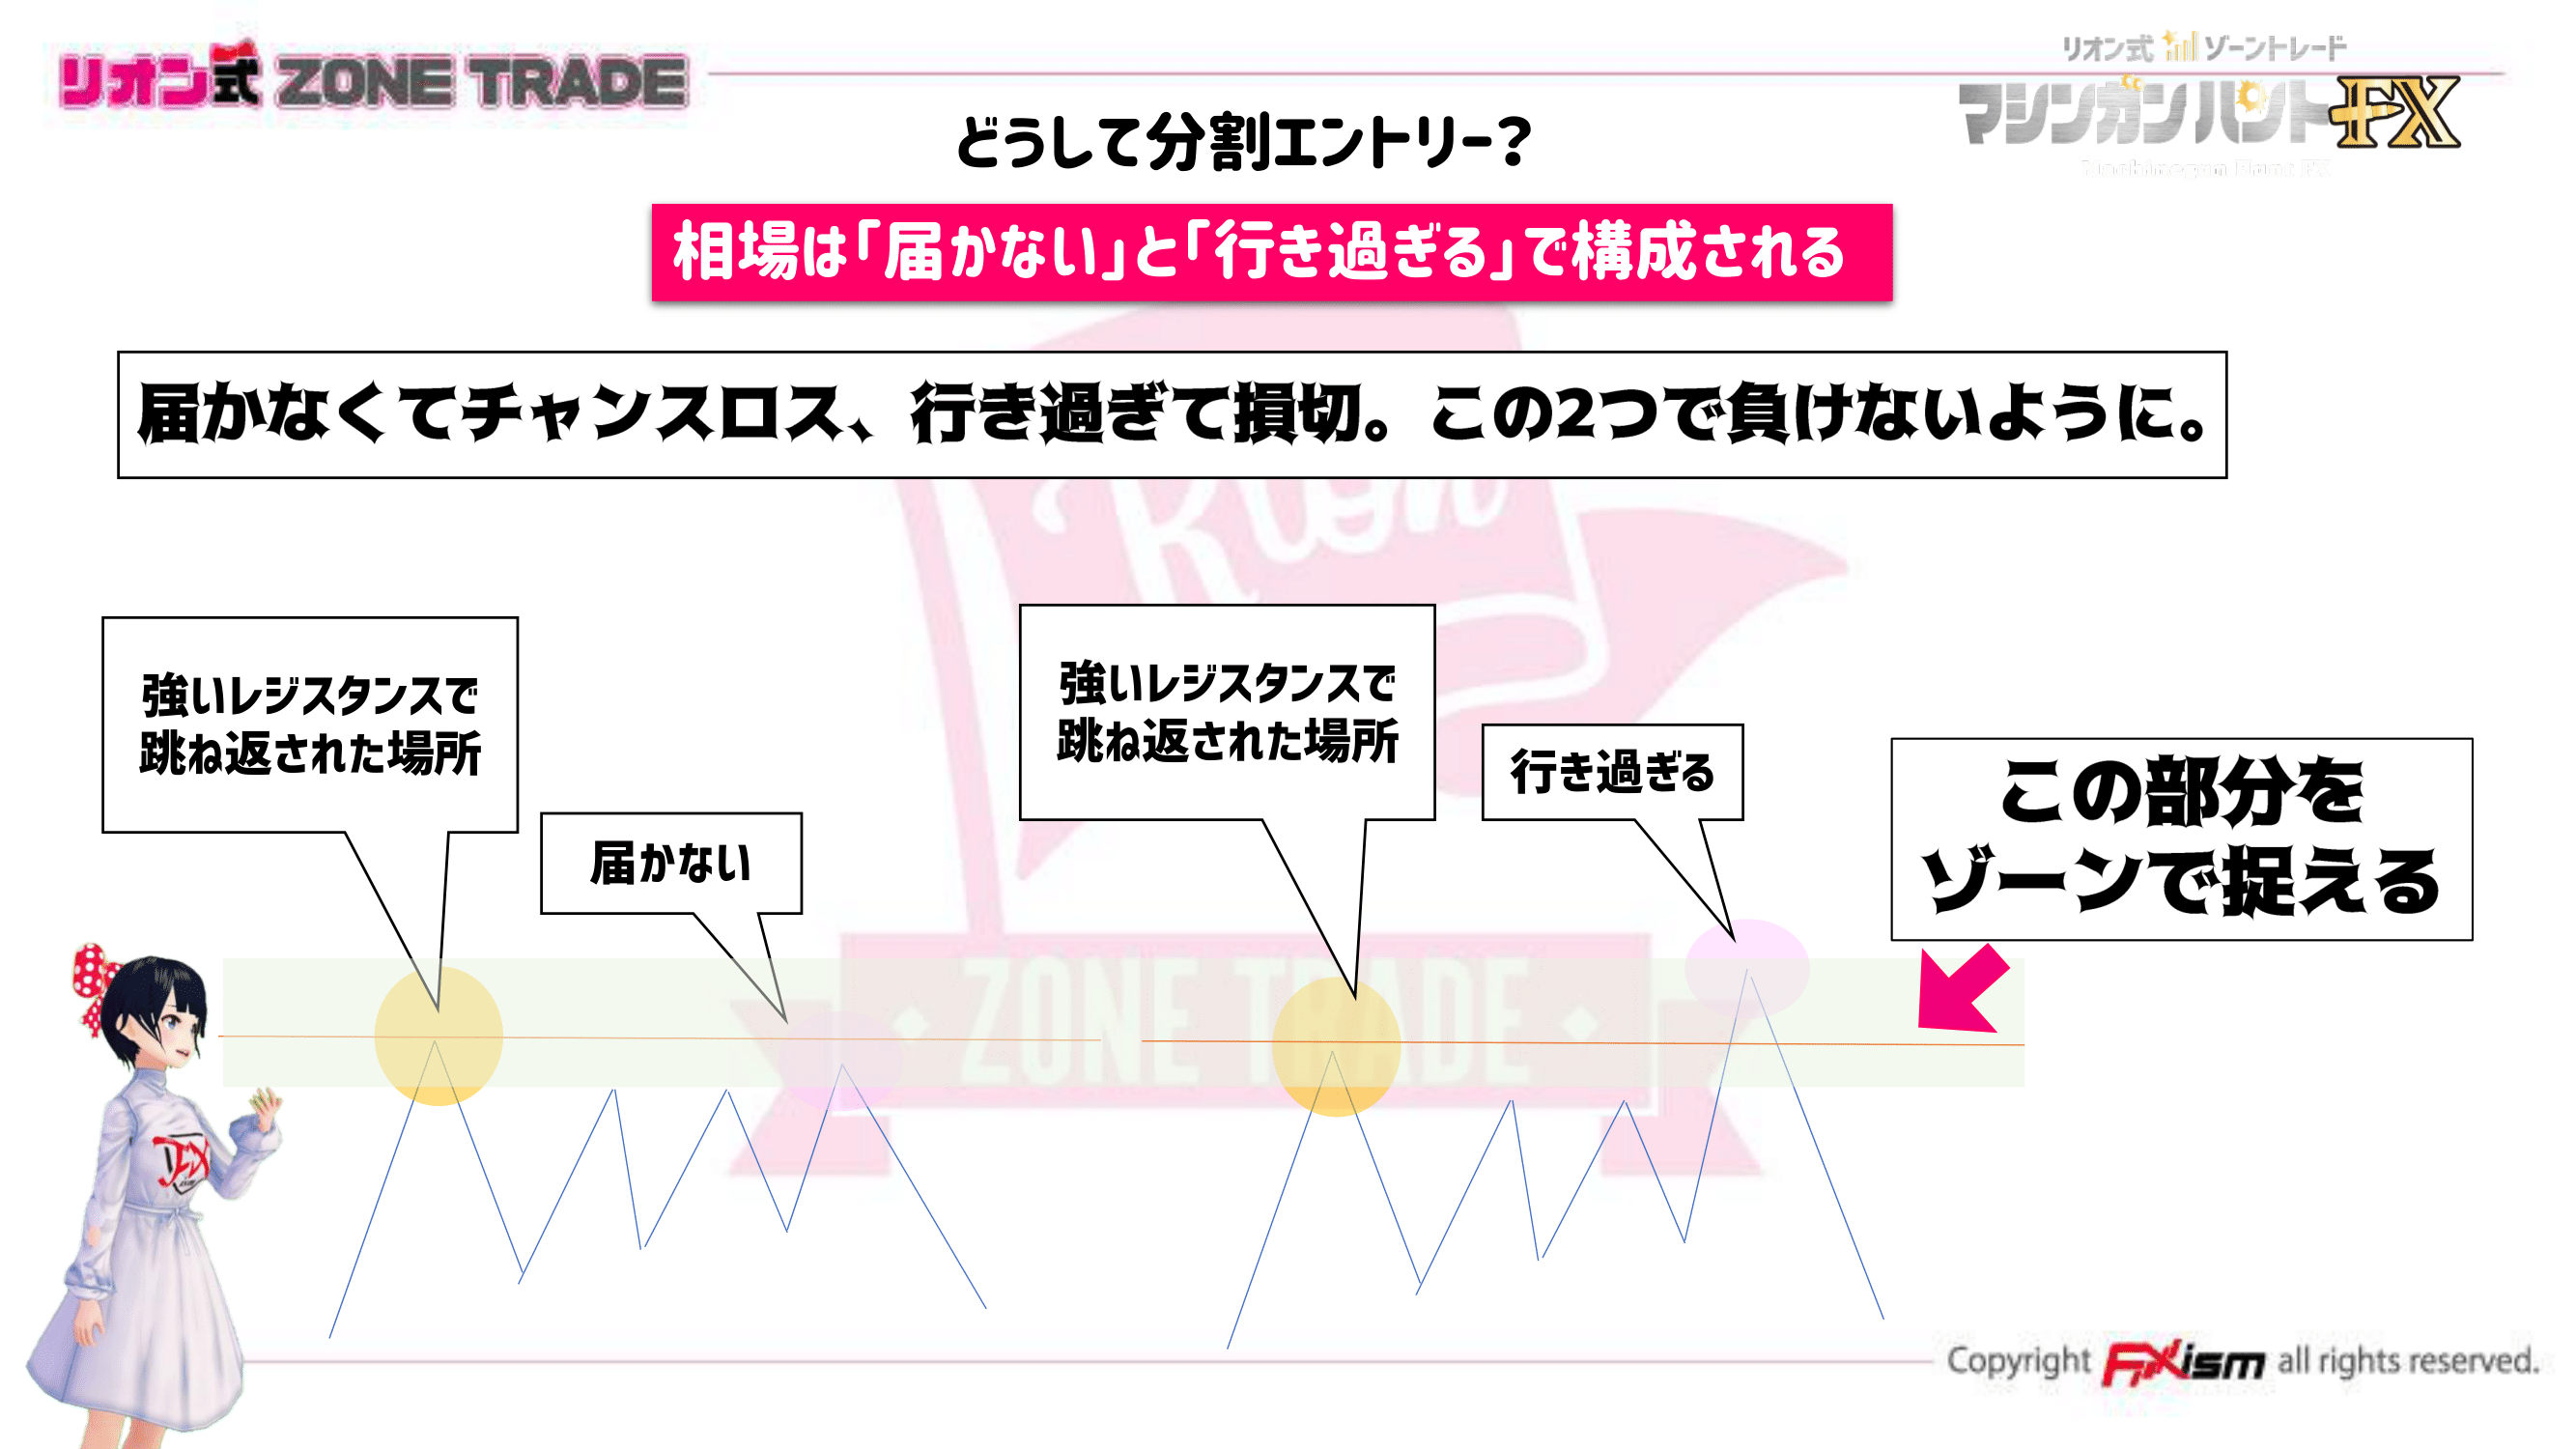 リオン式 ZONE TRADE
リオン式 ゾーントレード
マシンガンハントFX
Machinegun Hunt FX
どうして分割エントリー?
相場は「届かない」と「行き過ぎる」で構成される
届かなくてチャンスロス、行き過ぎて損切。この2つで負けないように。
強いレジスタンスで
跳ね返された場所
届かない
強いレジスタンスで
跳ね返された場所
行き過ぎる
この部分を
ゾーンで捉える
Rion
ZONE TRADE
FX
Copyright FXism all rights reserved.